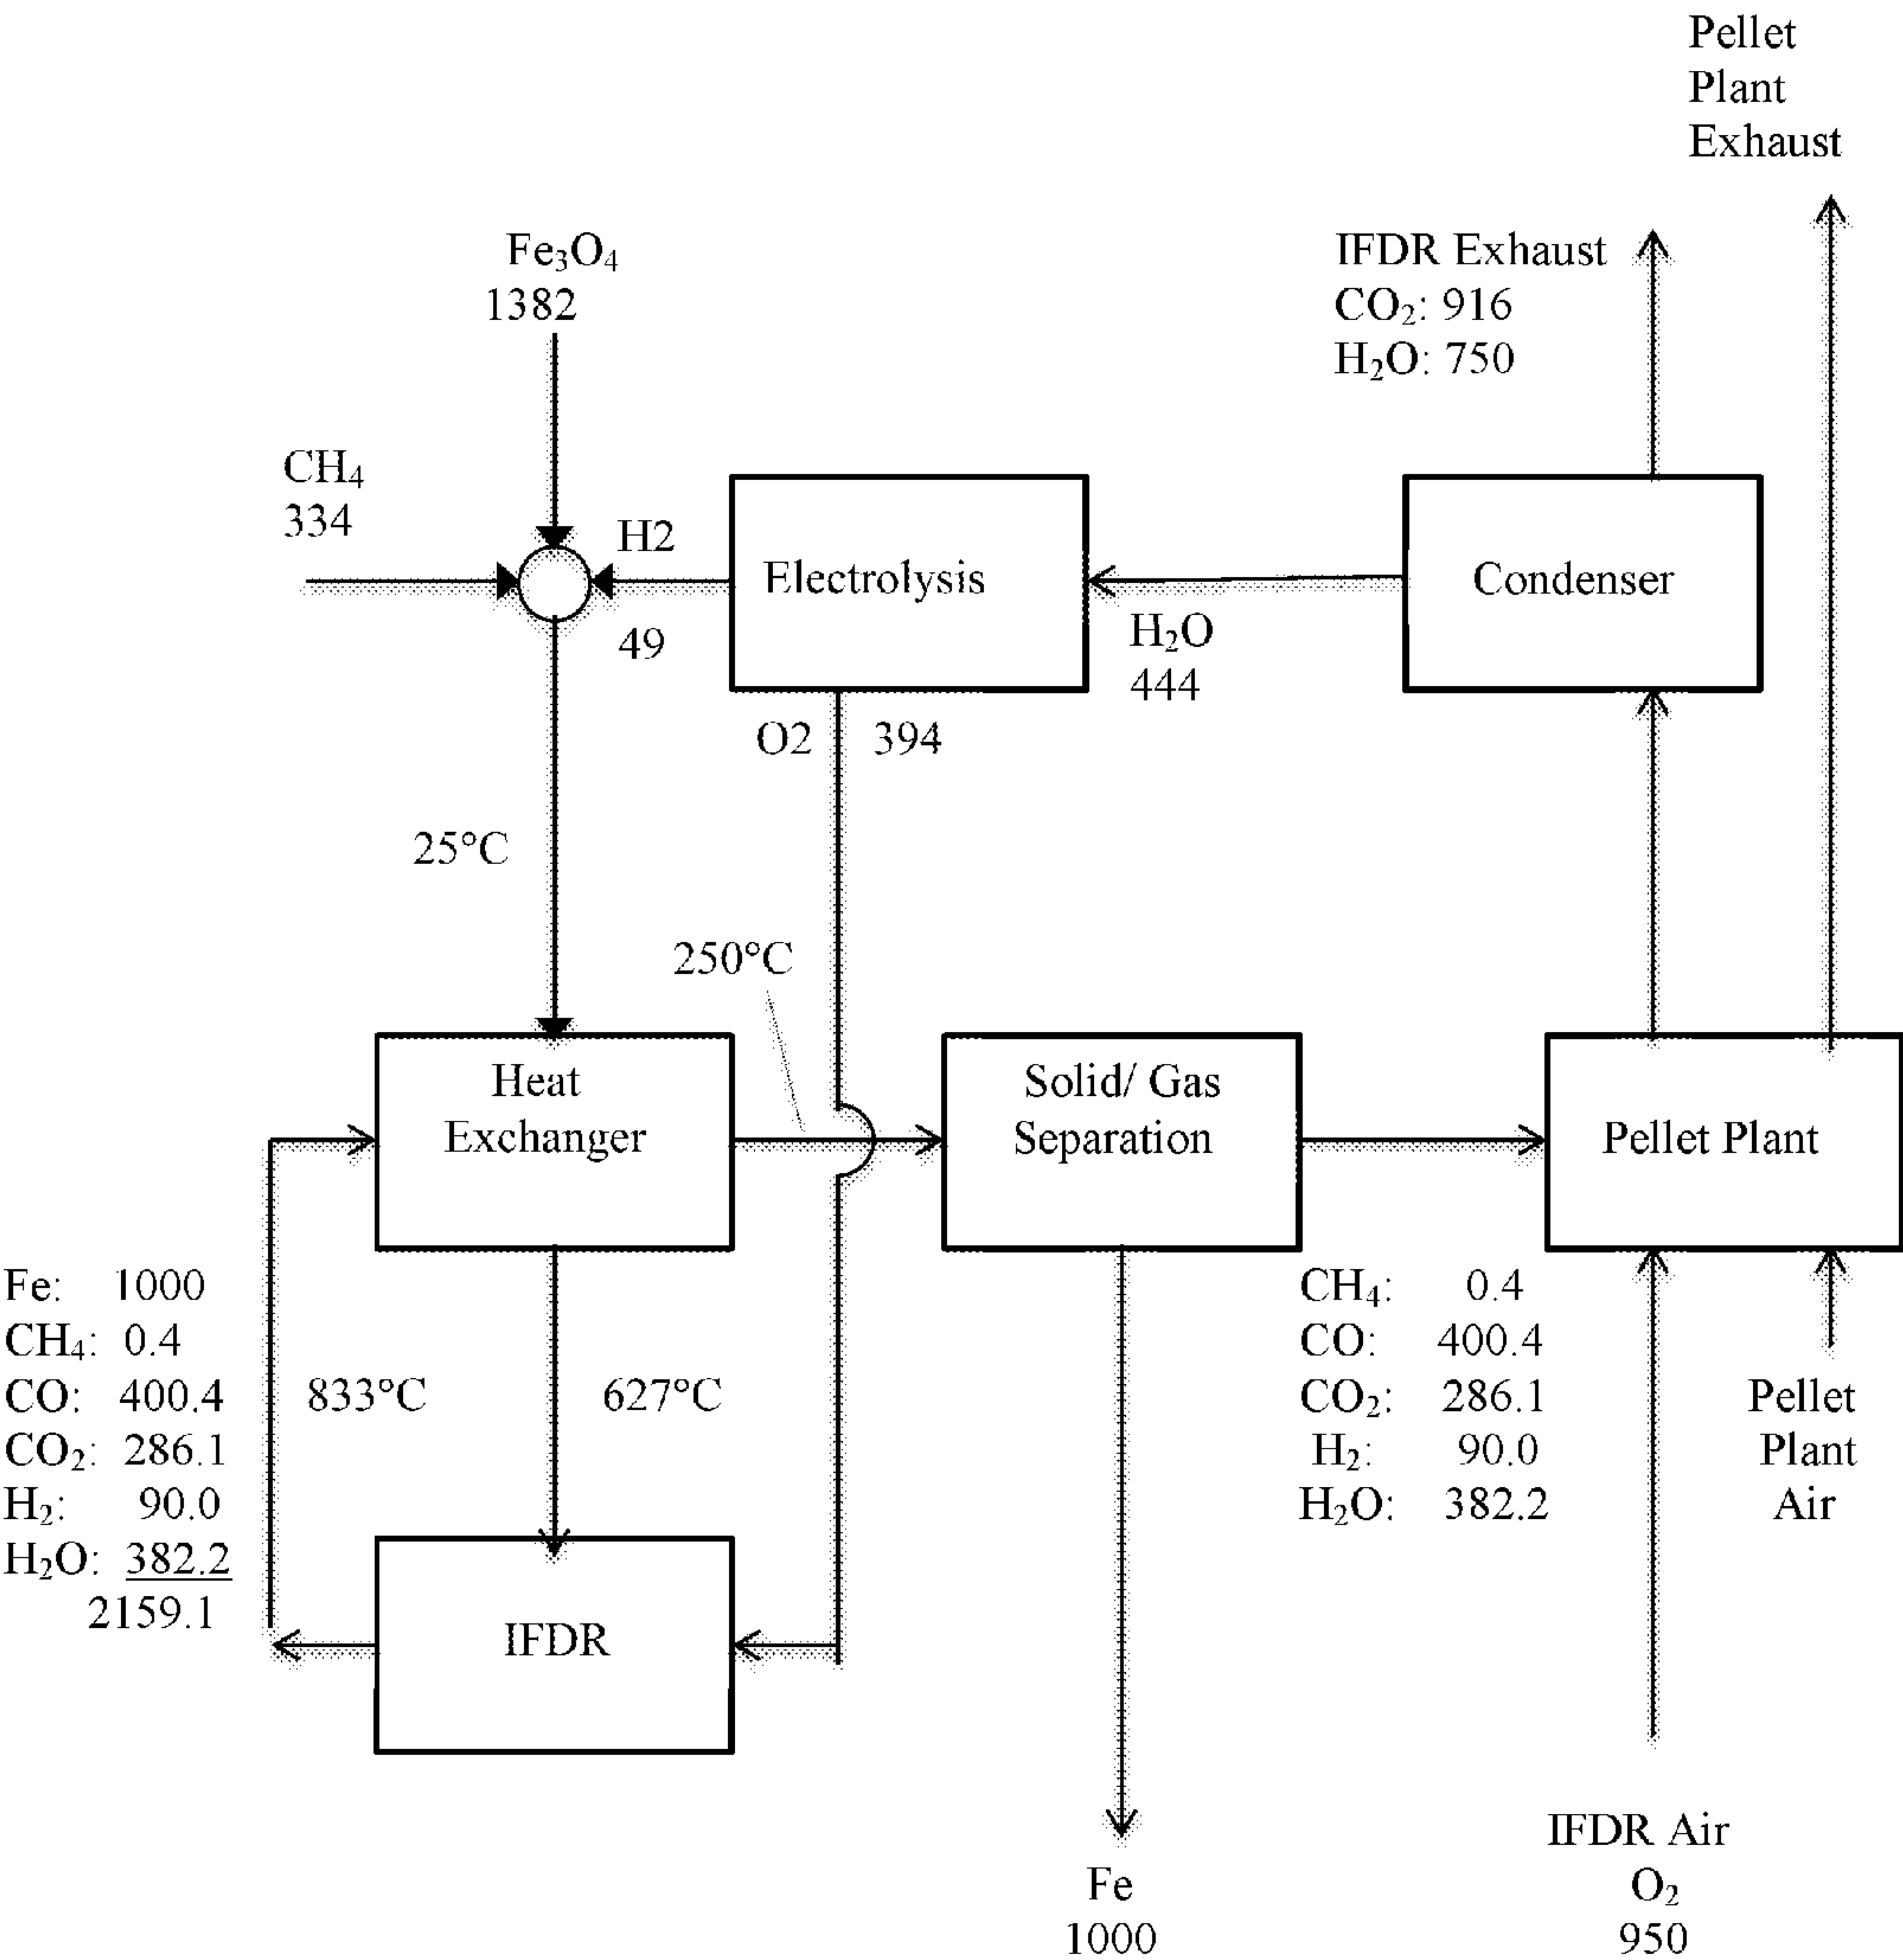 Pellet
Plant
Exhaust
Fe₃O₄
1382
IFDR Exhaust
CO₂: 916
H₂O: 750
CH₄
334
H2
49
Electrolysis
Condenser
H₂O
444
O2 394
25°C
250°C
Heat
Exchanger
Solid/ Gas
Separation
Pellet Plant
Fe: 1000
CH₄: 0.4
CO: 400.4
CO₂: 286.1
H₂: 90.0
H₂O: 382.2
2159.1
833°C
627°C
CH₄: 0.4
CO: 400.4
CO₂: 286.1
H₂: 90.0
H₂O: 382.2
Pellet
Plant
Air
IFDR
Fe
1000
IFDR Air
O₂
950